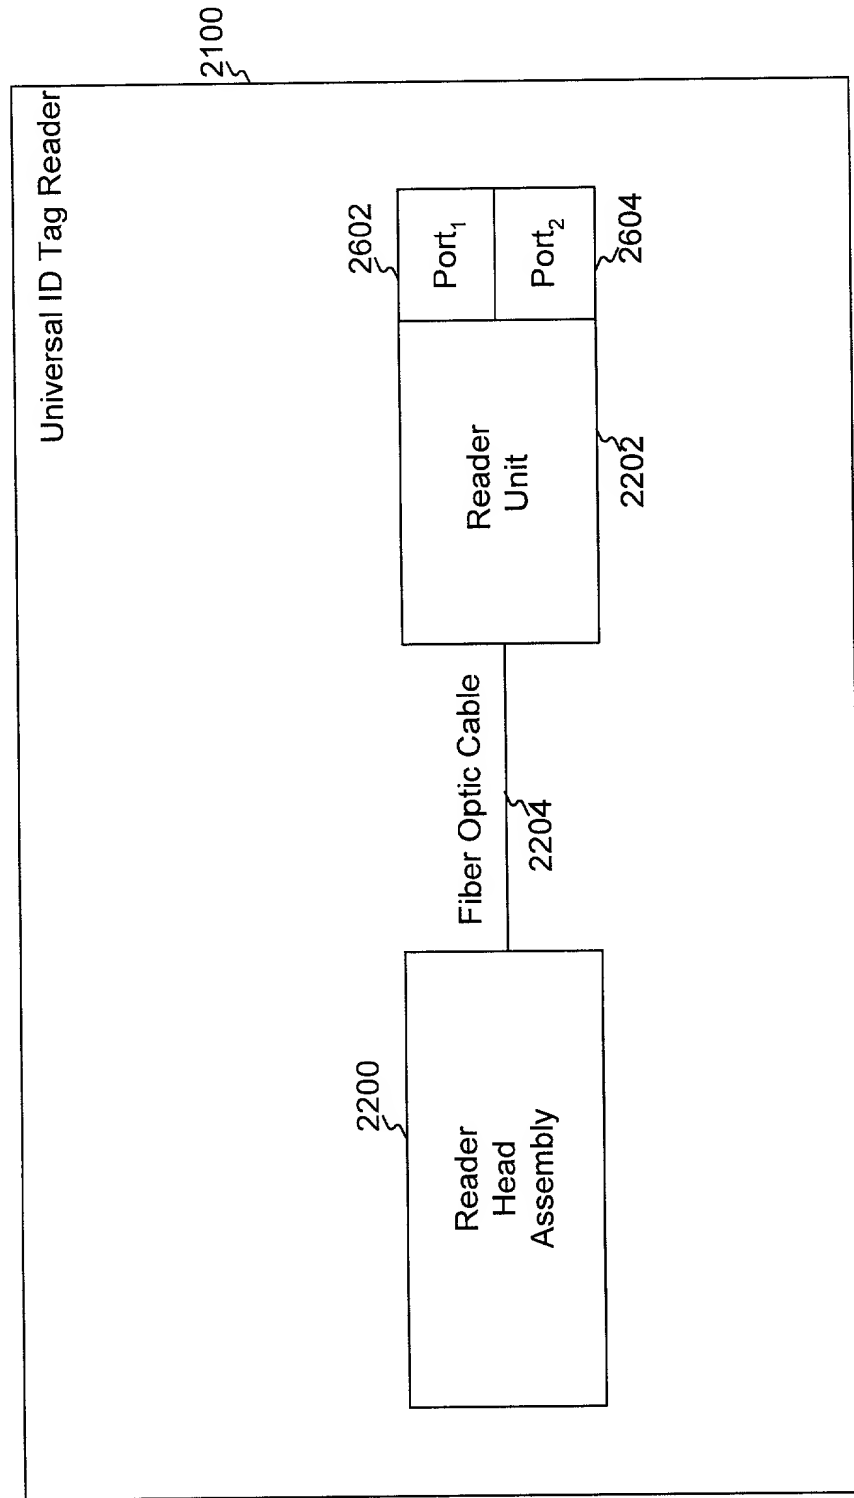 Universal ID Tag Reader
2100
2200
Reader
Head
Assembly
Fiber Optic Cable
2204
Reader
Unit
2202
2602
Port₁
Port₂
2604